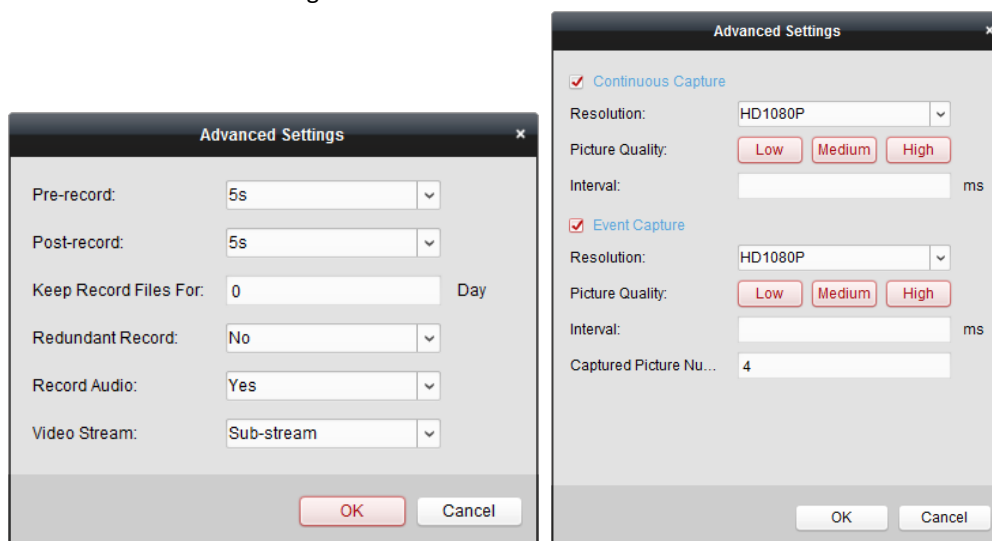 Advanced Settings ×
Pre-record: 5s
Post-record: 5s
Keep Record Files For: 0 Day
Redundant Record: No
Record Audio: Yes
Video Stream: Sub-stream
OK Cancel
Advanced Settings ×
Continuous Capture
Resolution: HD1080P
Picture Quality: Low Medium High
Interval: ms
Event Capture
Resolution: HD1080P
Picture Quality: Low Medium High
Interval: ms
Captured Picture Nu... 4
OK Cancel